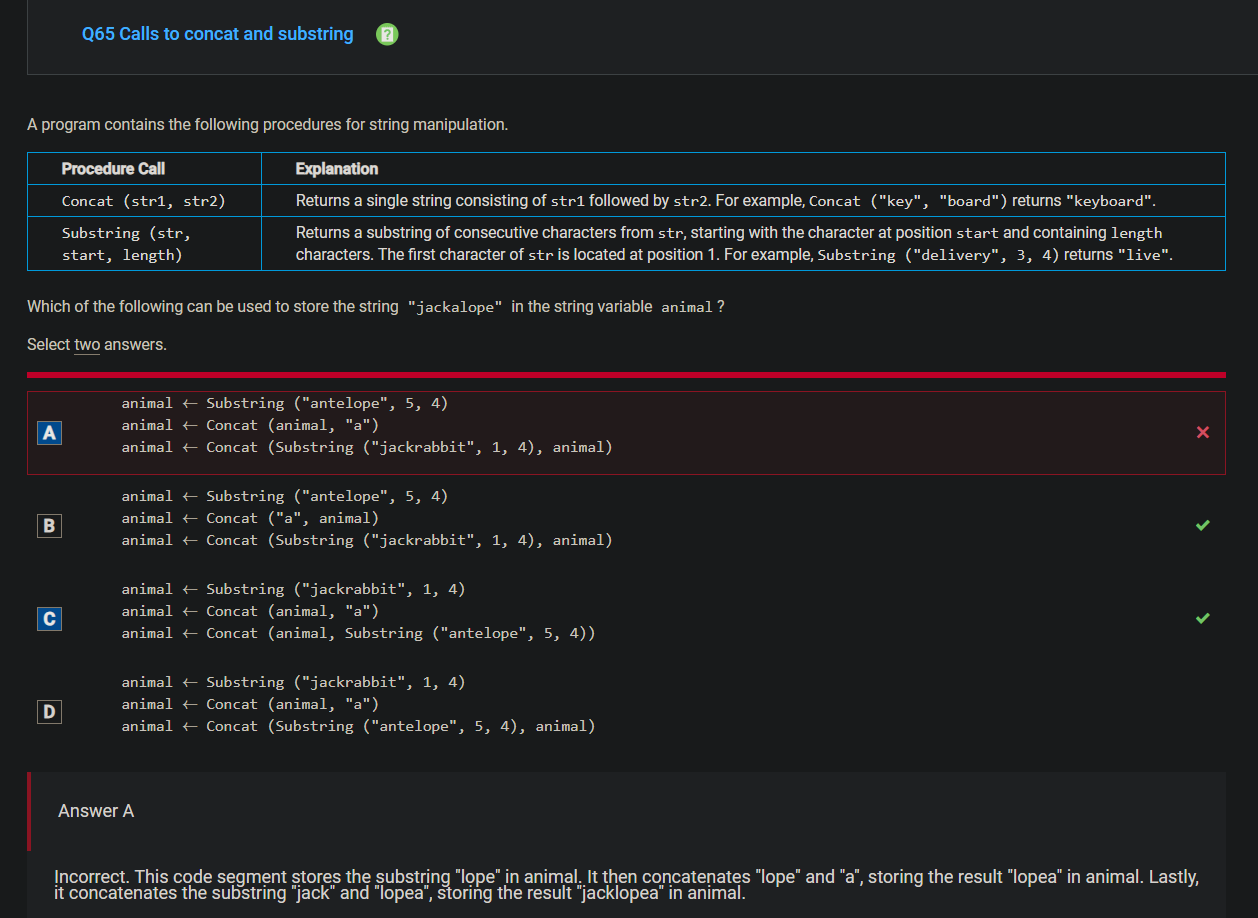 Q65 Calls to concat and substring
A program contains the following procedures for string manipulation.
Procedure Call Explanation
Concat (str1, str2) Returns a single string consisting of str1 followed by str2. For example, Concat ("key", "board") returns "keyboard".
Substring (str, Returns a substring of consecutive characters from str, starting with the character at position start and containing length
start, length) characters. The first character of str is located at position 1. For example, Substring ("delivery", 3, 4) returns "live".
Which of the following can be used to store the string "jackalope" in the string variable animal ?
Select two answers.
animal ← Substring ("antelope", 5, 4)
A animal ← Concat (animal, "a")
animal ← Concat (Substring ("jackrabbit", 1, 4), animal)
animal ← Substring ("antelope", 5, 4)
B animal ← Concat ("a", animal)
animal ← Concat (Substring ("jackrabbit", 1, 4), animal)
animal ← Substring ("jackrabbit", 1, 4)
C animal ← Concat (animal, "a")
animal ← Concat (animal, Substring ("antelope", 5, 4))
animal ← Substring ("jackrabbit", 1, 4)
D animal ← Concat (animal, "a")
animal ← Concat (Substring ("antelope", 5, 4), animal)
Answer A
Incorrect. This code segment stores the substring "lope" in animal. It then concatenates "lope" and "a", storing the result "lopea" in animal. Lastly,
it concatenates the substring "jack" and "lopea", storing the result "jacklopea" in animal.